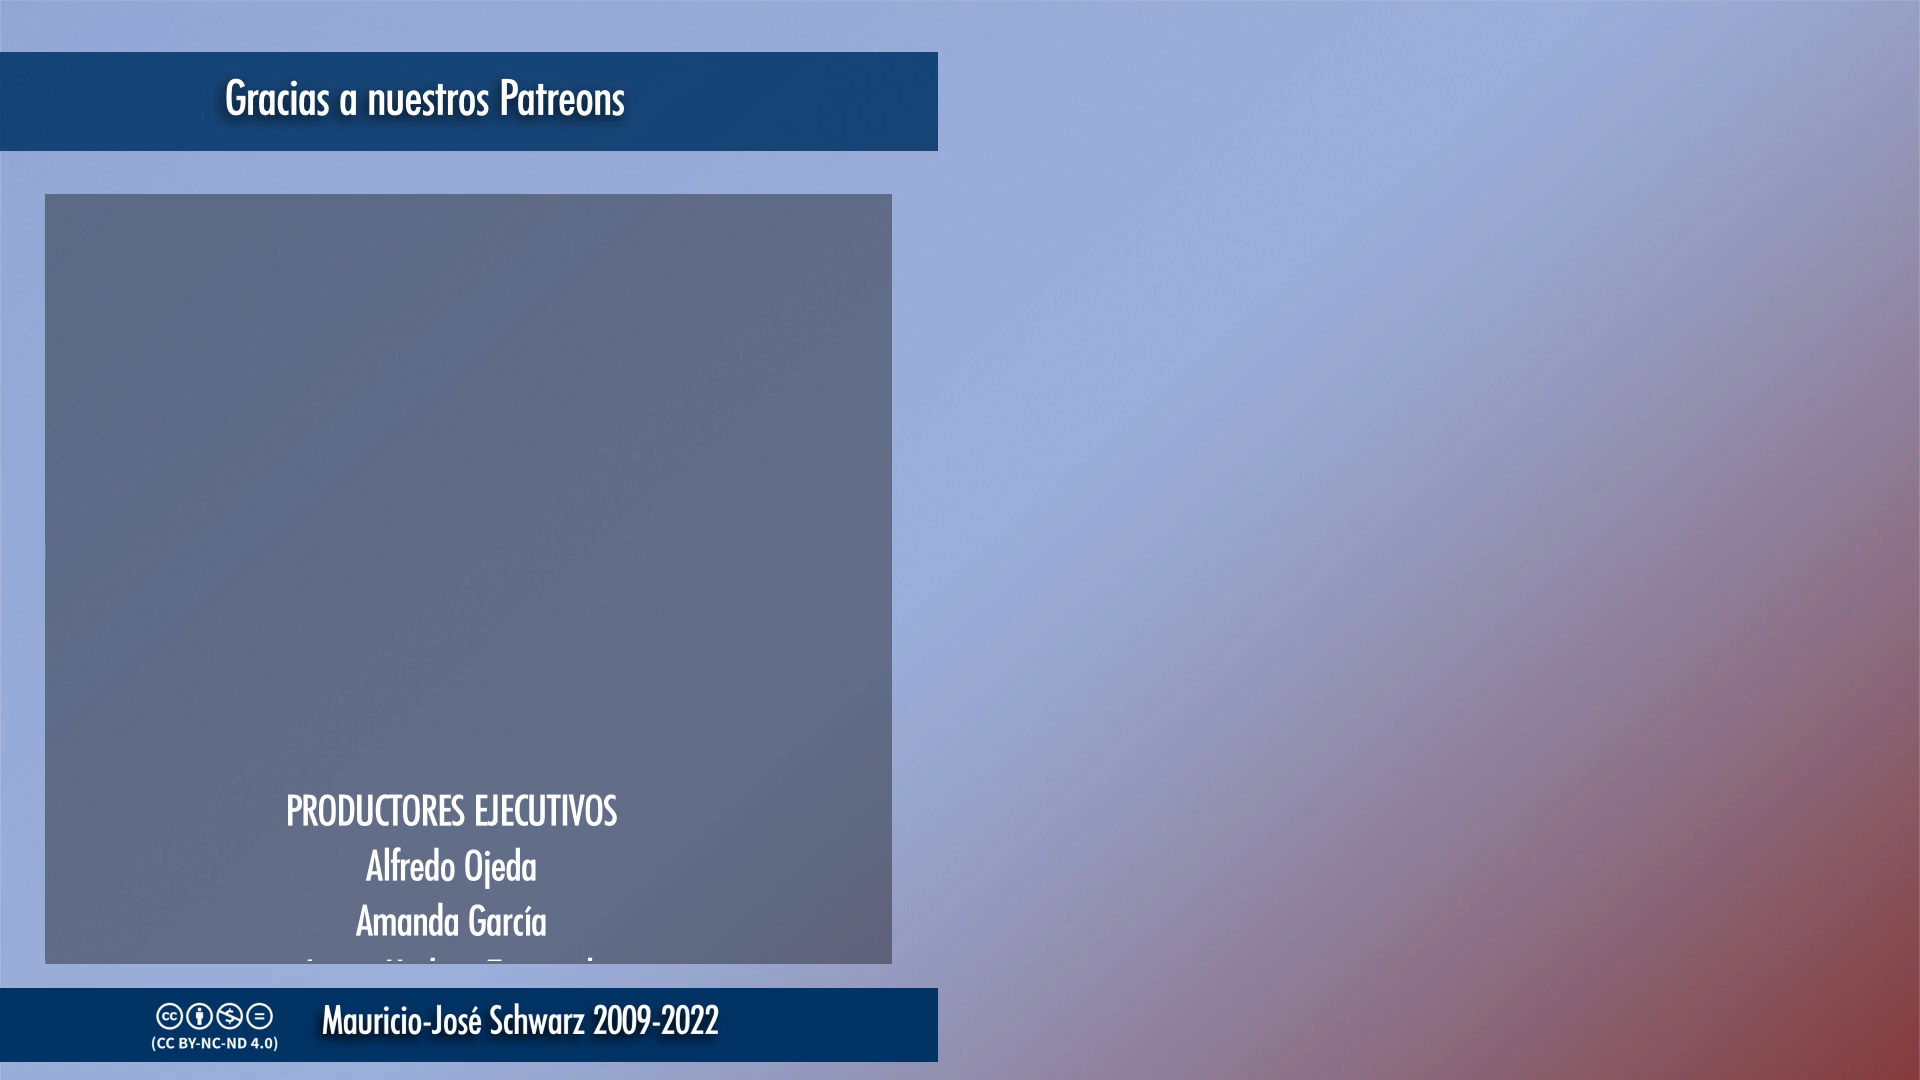 Gracias a nuestros Patreons
PRODUCTORES EJECUTIVOS
Alfredo Ojeda
Amanda García
(CC BY-NC-ND 4.0)
Mauricio-José Schwarz 2009-2022